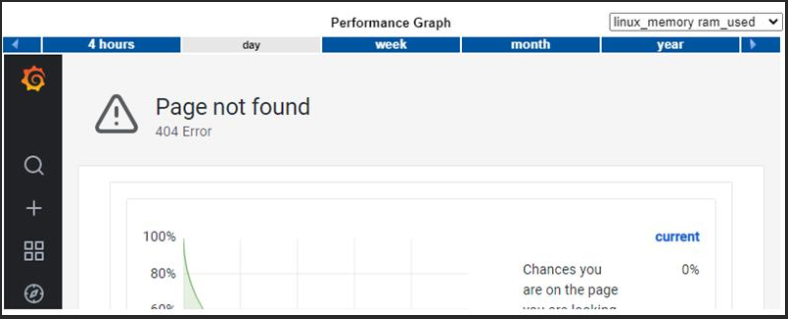 Performance Graph
linux_memory ram_used
4 hours day week month year
Page not found
404 Error
100%
80%
60%
current
Chances you 0%
are on the page
you are looking